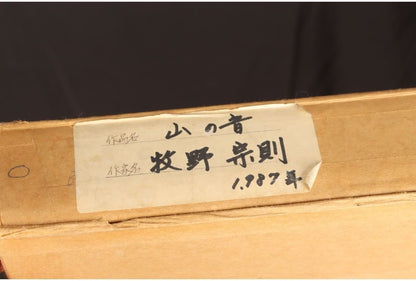 作品名 山の音
作家名 牧野 宗則
1.987年